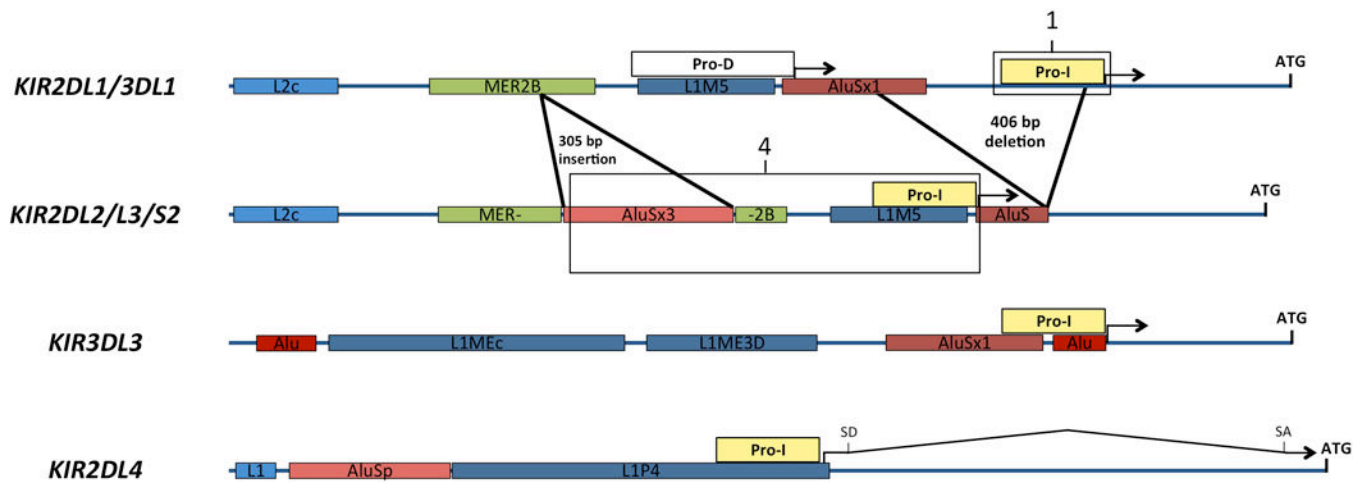 1
Pro-D
Pro-I
ATG
KIR2DL1/3DL1
L2c
MER2B
L1M5
AluSx1
305 bp
insertion
406 bp
deletion
4
Pro-I
ATG
KIR2DL2/L3/S2
L2c
MER-
AluSx3
-2B
L1M5
AluS
Pro-I
ATG
KIR3DL3
Alu
L1MEc
L1ME3D
AluSx1
Alu
SD
SA
Pro-I
ATG
KIR2DL4
L1
AluSp
L1P4